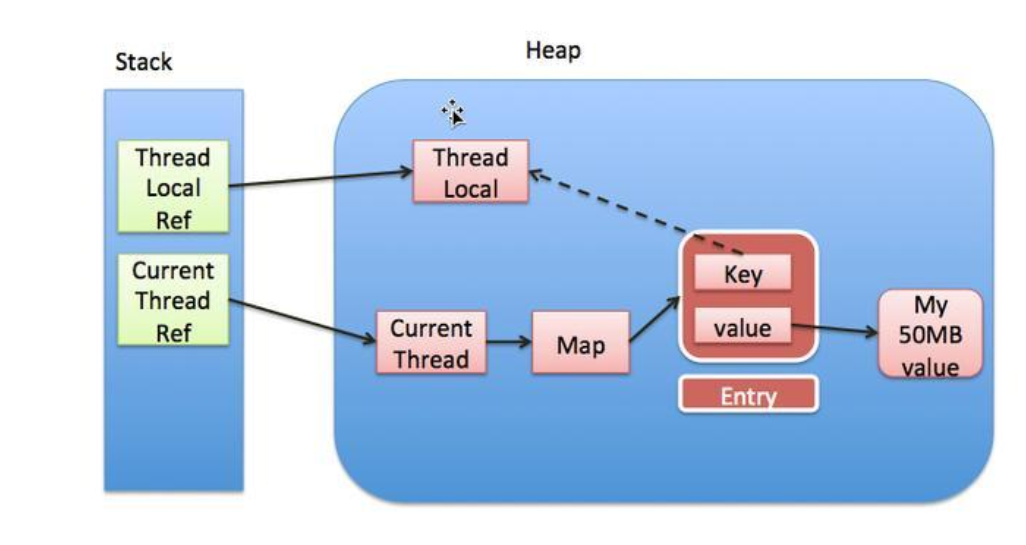 Stack
Heap
Thread
Local
Ref
Thread
Local
Current
Thread
Ref
Key
value
Current
Thread
Map
My
50MB
value
Entry